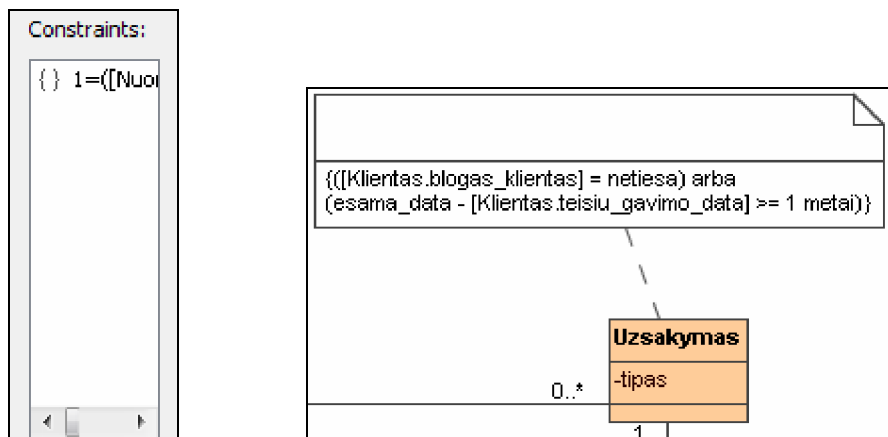 Constraints:
{ } 1=([Nuo
{([Klientas.blogas_klientas] = netiesa) arba
(esama_data - [Klientas.teisiu_gavimo_data] >= 1 metai)}
Uzsakymas
-tipas
0..*
1